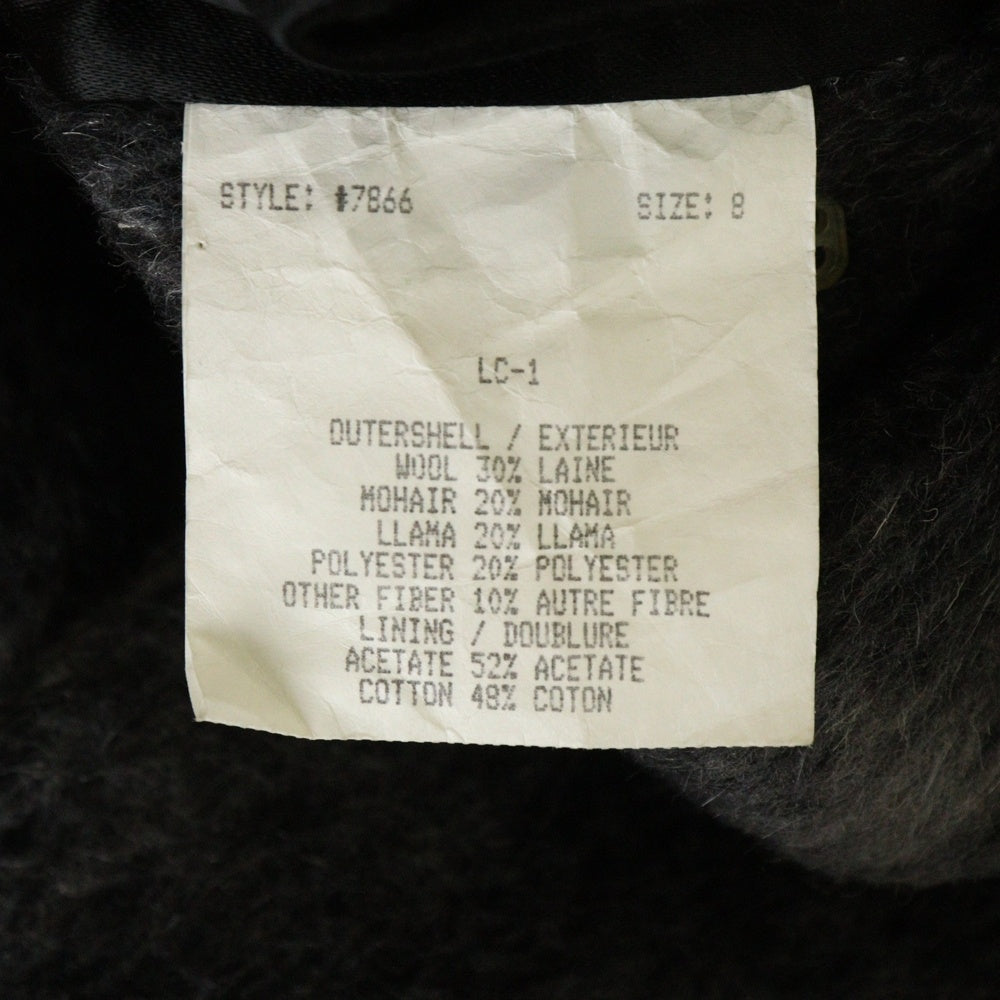 STYLE: #7866 SIZE: 8
LC-1
OUTERSHELL / EXTERIEUR
WOOL 30% LAINE
MOHAIR 20% MOHAIR
LLAMA 20% LLAMA
POLYESTER 20% POLYESTER
OTHER FIBER 10% AUTRE FIBRE
LINING / DOUBLURE
ACETATE 52% ACETATE
COTTON 48% COTON